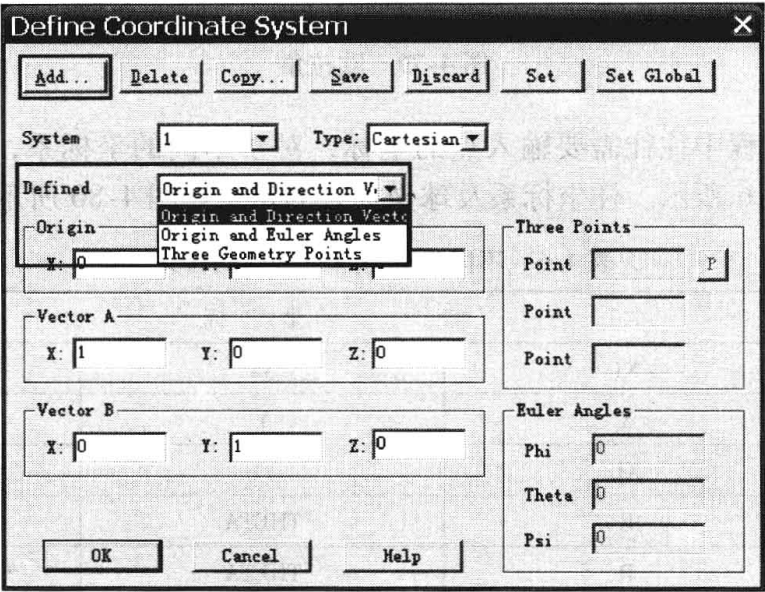 Define Coordinate System
Add... Delete Copy... Save Discard Set Set Global
System 1 Type: Cartesian
Defined Origin and Direction V
Origin and Direction Vecto
Origin and Euler Angles
Three Geometry Points
Origin
X: 0
Three Points
Point P
Point
Point
Vector A
X: 1 Y: 0 Z: 0
Vector B
X: 0 Y: 1 Z: 0
Euler Angles
Phi 0
Theta 0
Psi 0
OK Cancel Help